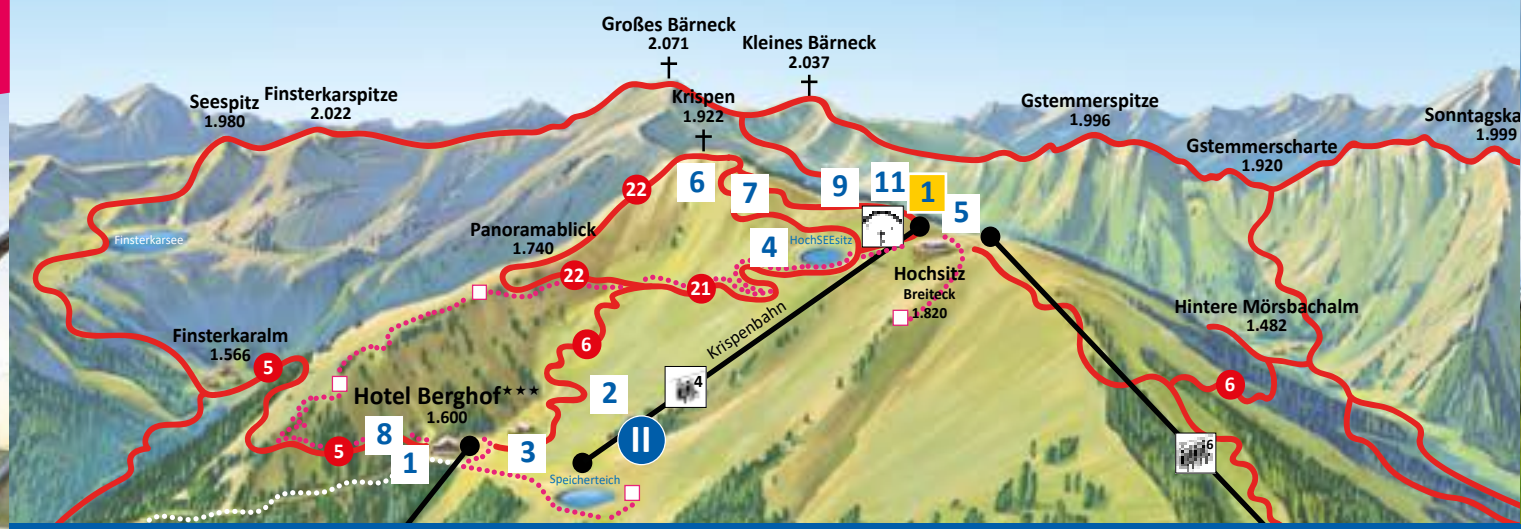 Großes Bärneck
2.071
Kleines Bärneck
2.037
Seespitz
1.980
Finsterkarspitze
2.022
Krispen
1.922
Gstemmerspitze
1.996
Sonntagska
1.999
Gstemmerscharte
1.920
22
6
7
9
11
1
5
Panoramablick
1.740
Finsterkarsee
4
HochSEEsitz
22
21
Hochsitz
Breiteck
1.820
Hintere Mörsbachalm
1.482
Krispenbahn
Finsterkaralm
1.566
5
6
4
6
Hotel Berghof***
1.600
2
8
1
5
3
II
6
Speicherteich